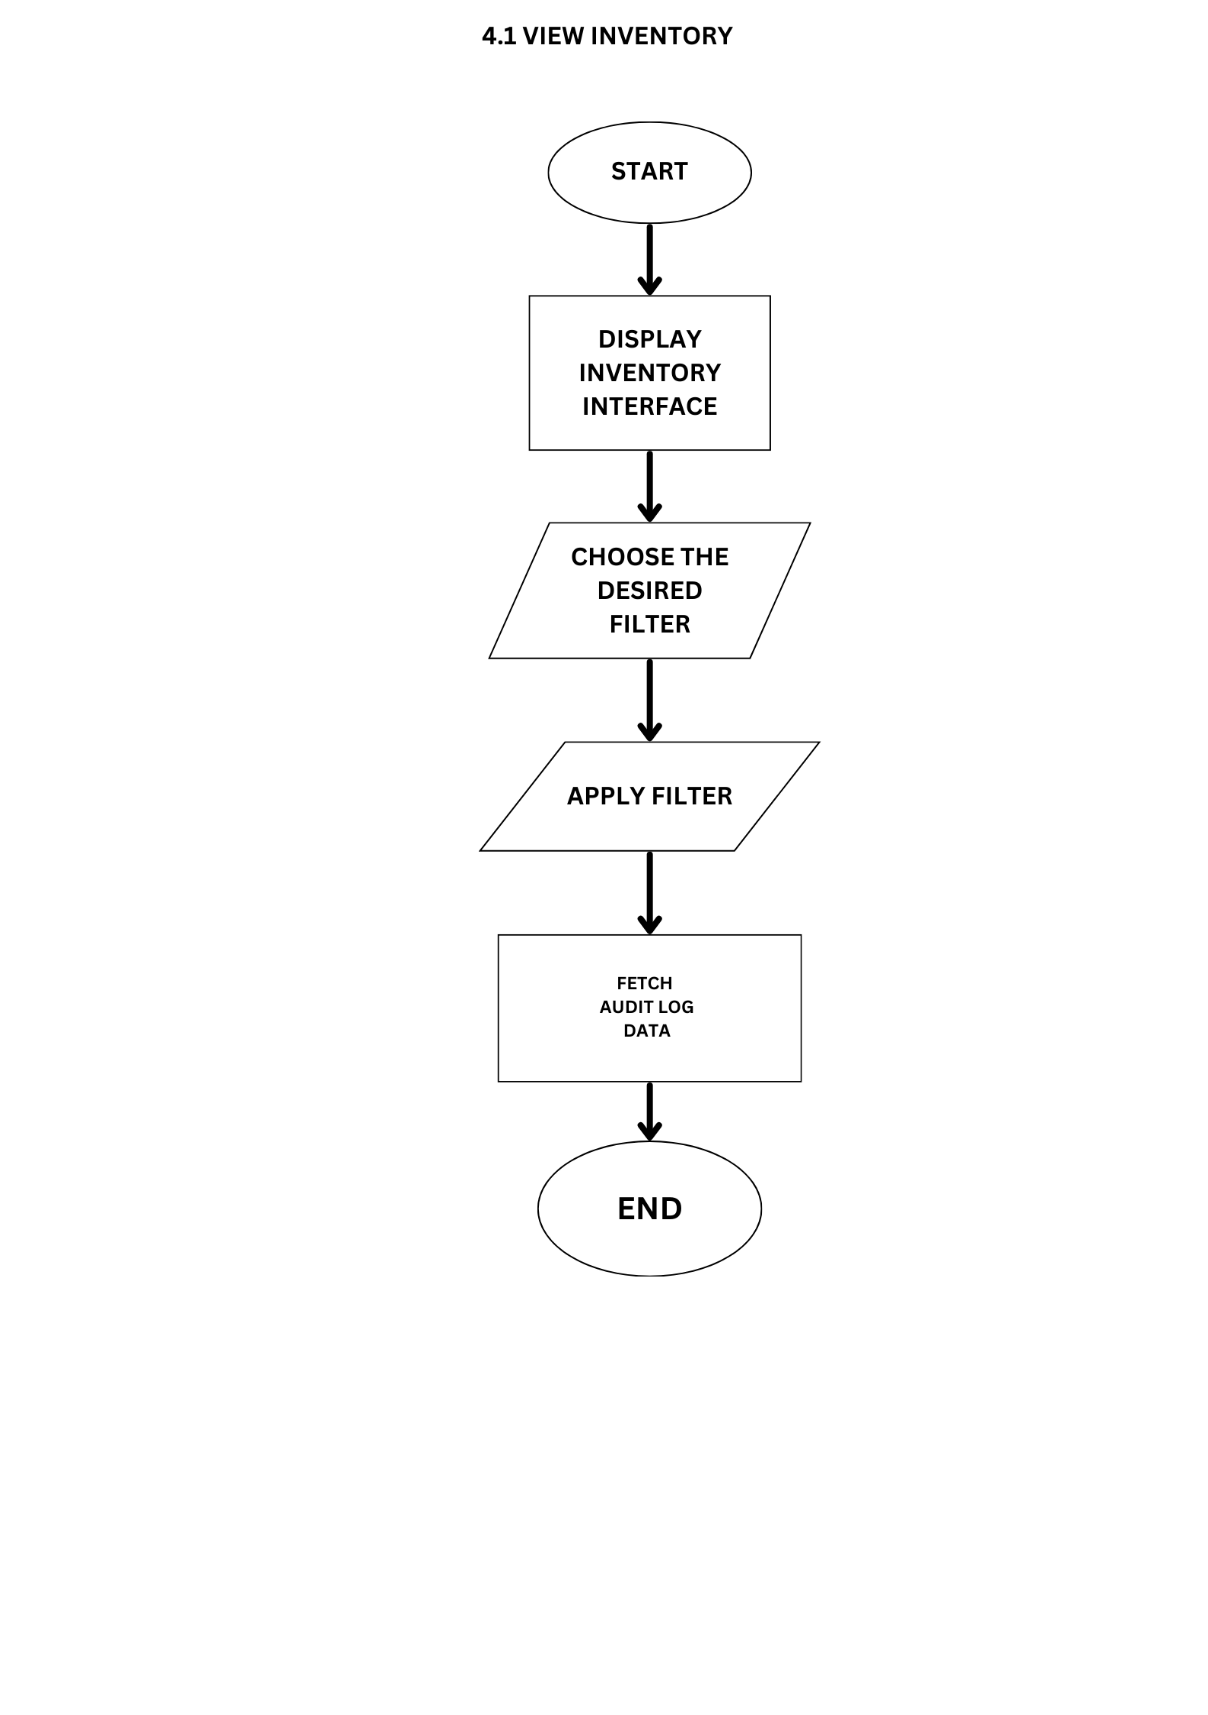 4.1 VIEW INVENTORY
START
DISPLAY
INVENTORY
INTERFACE
CHOOSE THE
DESIRED
FILTER
APPLY FILTER
FETCH
AUDIT LOG
DATA
END